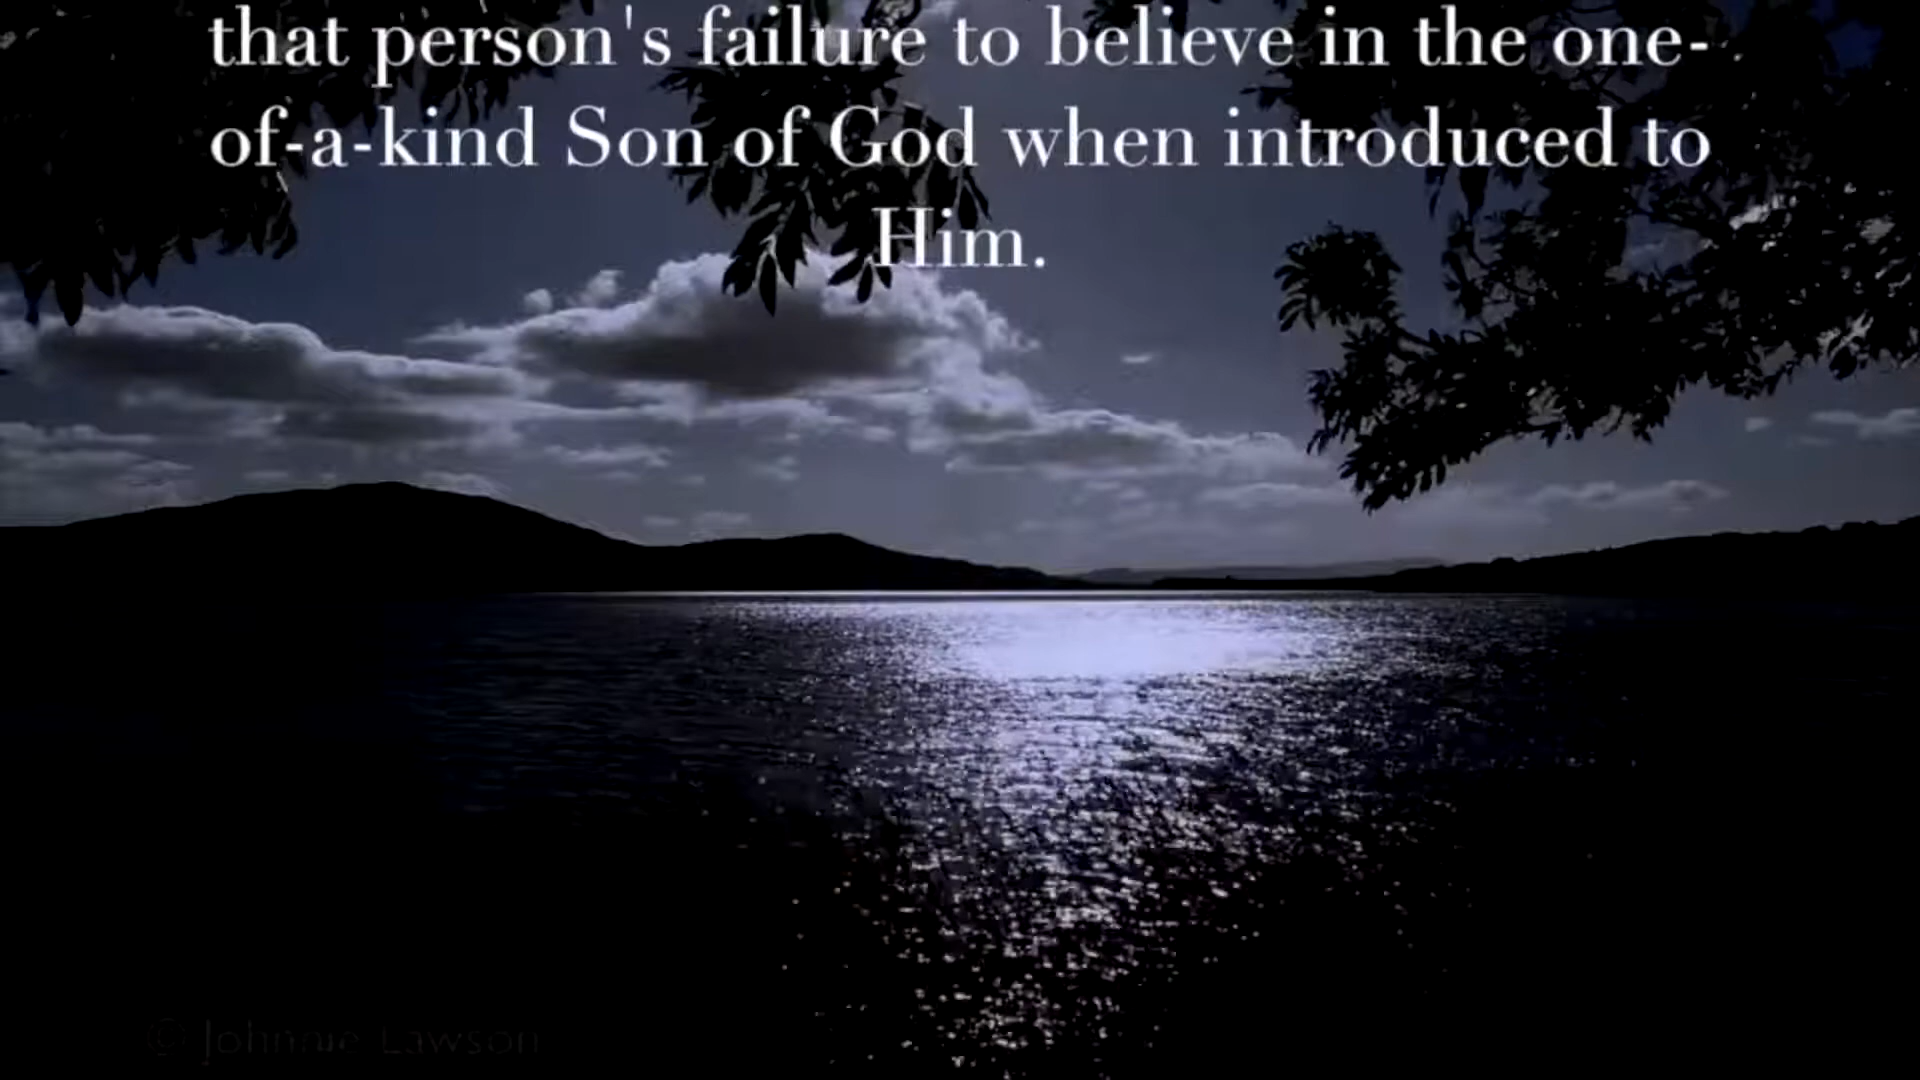 that person's failure to believe in the one-
of-a-kind Son of God when introduced to
Him.
© Johnnie Lawson